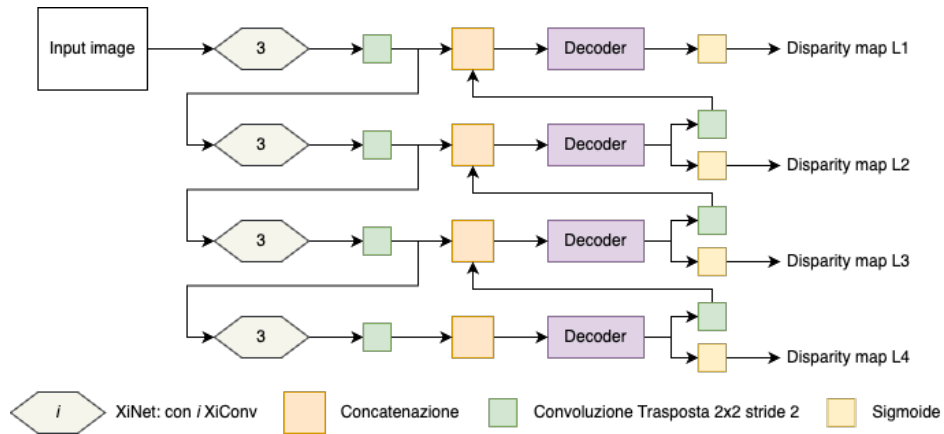 Input image
3
Decoder
Disparity map L1
3
Decoder
Disparity map L2
3
Decoder
Disparity map L3
3
Decoder
Disparity map L4
i XiNet: con i XiConv
Concatenazione
Convoluzione Trasposta 2x2 stride 2
Sigmoide